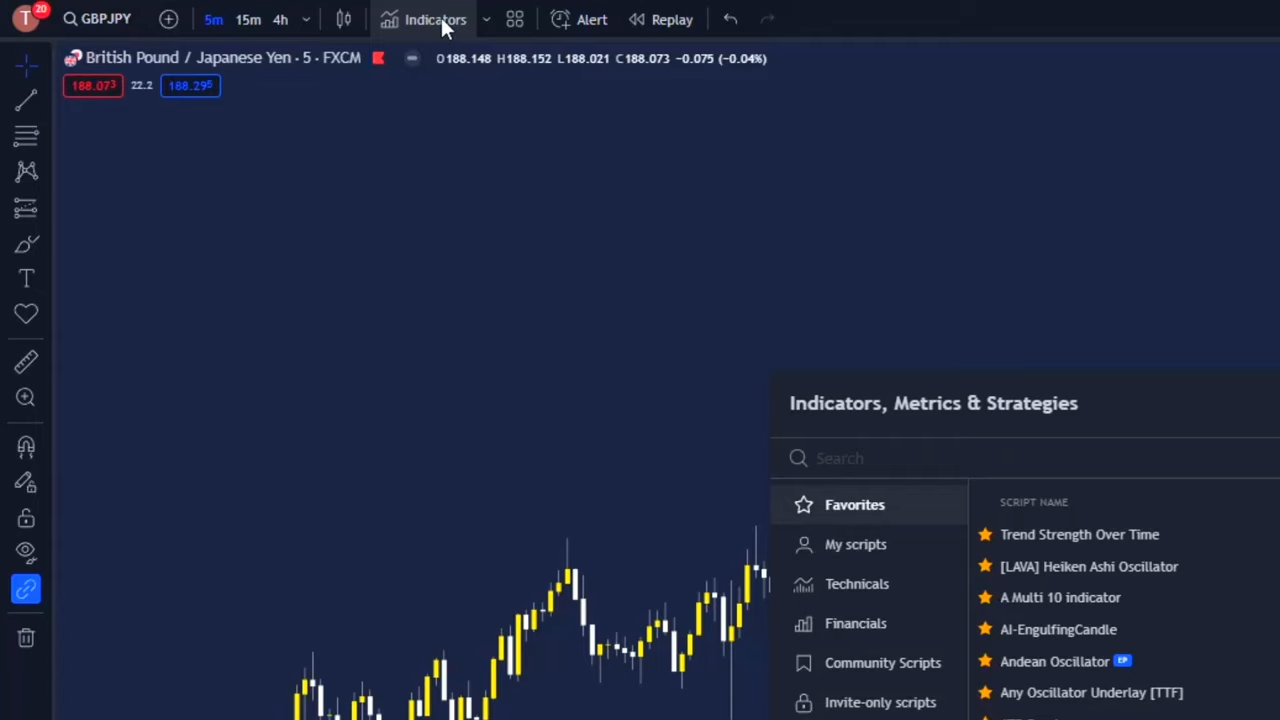 T 20 GBPJPY 5m 15m 4h Indicators Alert Replay
British Pound / Japanese Yen · 5 · FXCM O188.148 H188.152 L188.021 C188.073 −0.075 (−0.04%)
188.073 22.2 188.295
T
Indicators, Metrics & Strategies
Search
Favorites
My scripts
Technicals
Financials
Community Scripts
Invite-only scripts
SCRIPT NAME
Trend Strength Over Time
[LAVA] Heiken Ashi Oscillator
A Multi 10 indicator
AI-EngulfingCandle
Andean Oscillator EP
Any Oscillator Underlay [TTF]